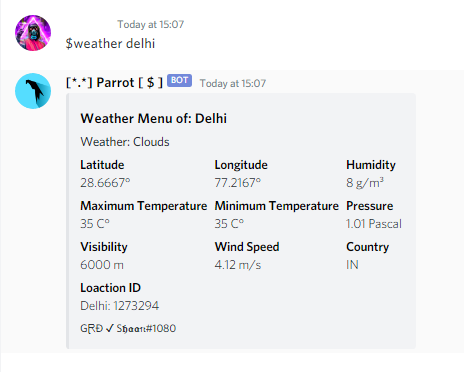 Today at 15:07
$weather delhi
[*.*] Parrot [ $ ] BOT Today at 15:07
Weather Menu of: Delhi
Weather: Clouds
Latitude Longitude Humidity
28.6667° 77.2167° 8 g/m³
Maximum Temperature Minimum Temperature Pressure
35 C° 35 C° 1.01 Pascal
Visibility Wind Speed Country
6000 m 4.12 m/s IN
Loaction ID
Delhi: 1273294
GⱤĐ ✓ S𝖍𝖆𝖆𝖓#1080